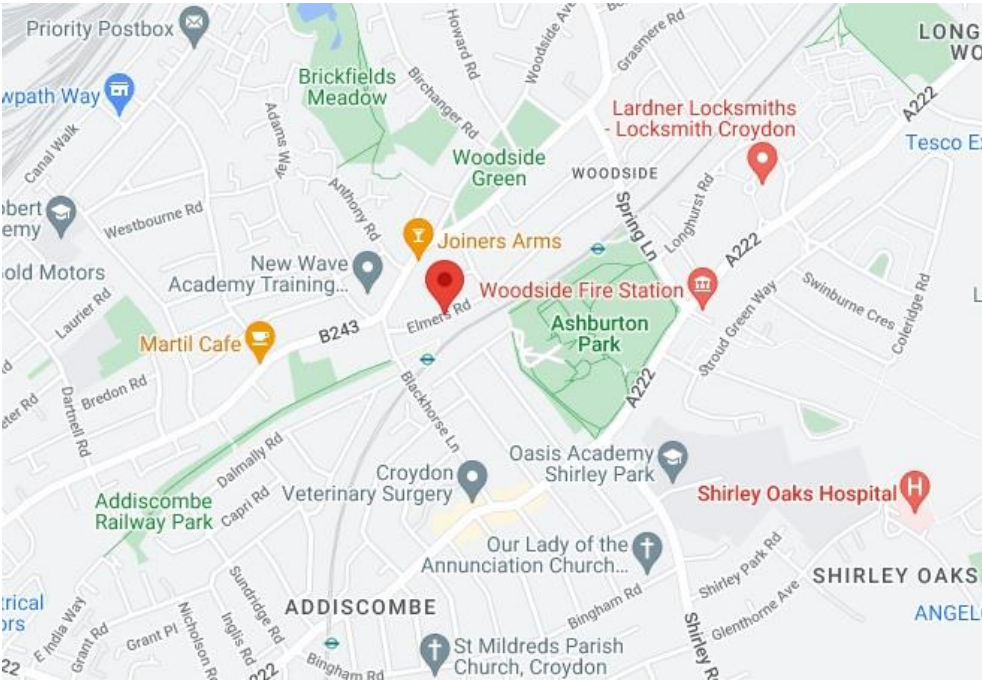 Priority Postbox
Howard Rd
Woodside Ave
Grasmere Rd
LONG
WO
wpath Way
Brickfields
Meadow
Birchanger Rd
Lardner Locksmiths
- Locksmith Croydon
A222
Tesco Ex
Canal Walk
Adams Way
Woodside
Green
WOODSIDE
obert
emy
Westbourne Rd
Anthony Rd
Spring Ln
Longhurst Rd
Joiners Arms
A222
old Motors
New Wave
Academy Training...
Woodside Fire Station
Swinburne Cres
Coleridge Rd
L
Laurier Rd
Elmers Rd
B243
Ashburton
Park
Stroud Green Way
Martil Cafe
Bredon Rd
eter Rd
Dartnell Rd
Blackhorse Ln
A222
Dalmally Rd
Oasis Academy
Shirley Park
Croydon
Veterinary Surgery
Addiscombe
Railway Park
Capri Rd
Shirley Oaks Hospital
Our Lady of the
Annunciation Church...
Shirley Park Rd
SHIRLEY OAKS
Sundridge Rd
ADDISCOMBE
Bingham Rd
Glenthorne Ave
trical
ors
ANGEL
E India Way
Grant Rd
Grant Pl
Nicholson Rd
Inglis Rd
Shirley Rd
St Mildreds Parish
Church, Croydon
Bingham Rd
22
222